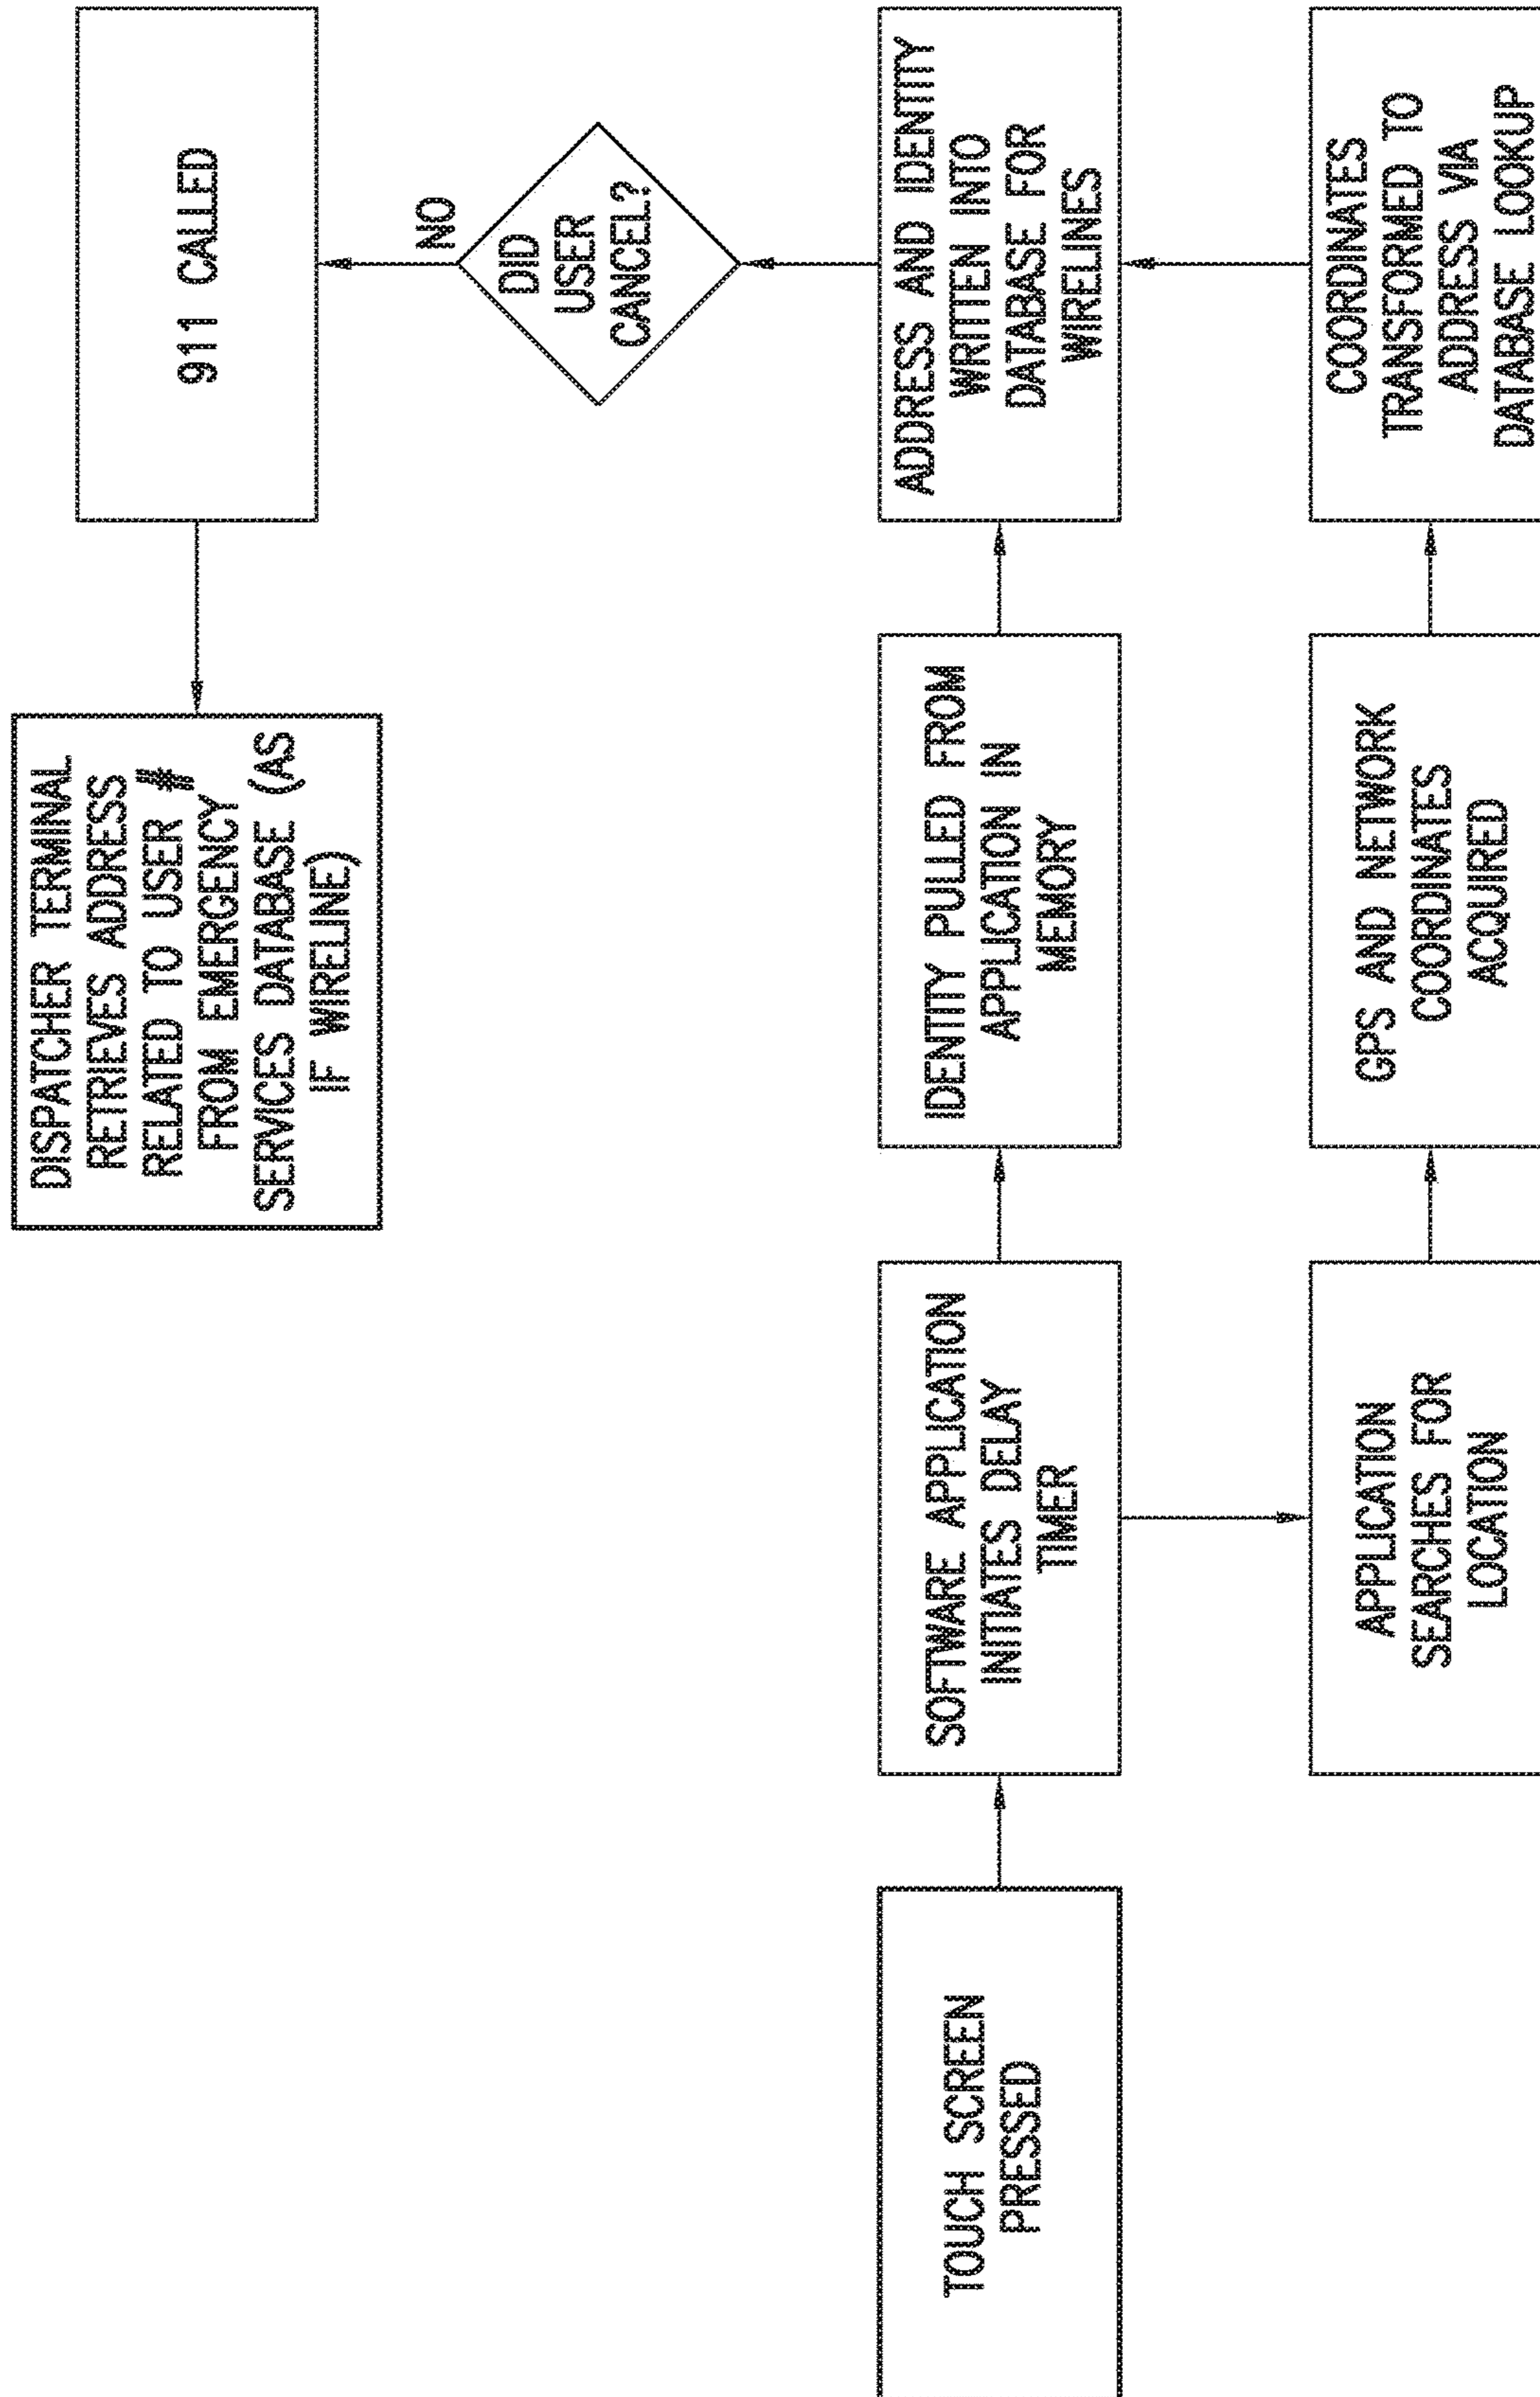 TOUCH SCREEN
PRESSED
SOFTWARE APPLICATION
INITIATES DELAY
TIMER
IDENTITY PULLED FROM
APPLICATION IN
MEMORY
ADDRESS AND IDENTITY
WRITTEN INTO
DATABASE FOR
WIRELINES
APPLICATION
SEARCHES FOR
LOCATION
GPS AND NETWORK
COORDINATES
ACQUIRED
COORDINATES
TRANSFORMED TO
ADDRESS VIA
DATABASE LOOKUP
DID
USER
CANCEL?
NO
911 CALLED
DISPATCHER TERMINAL
RETRIEVES ADDRESS
RELATED TO USER #
FROM EMERGENCY
SERVICES DATABASE (AS
IF WIRELINE)